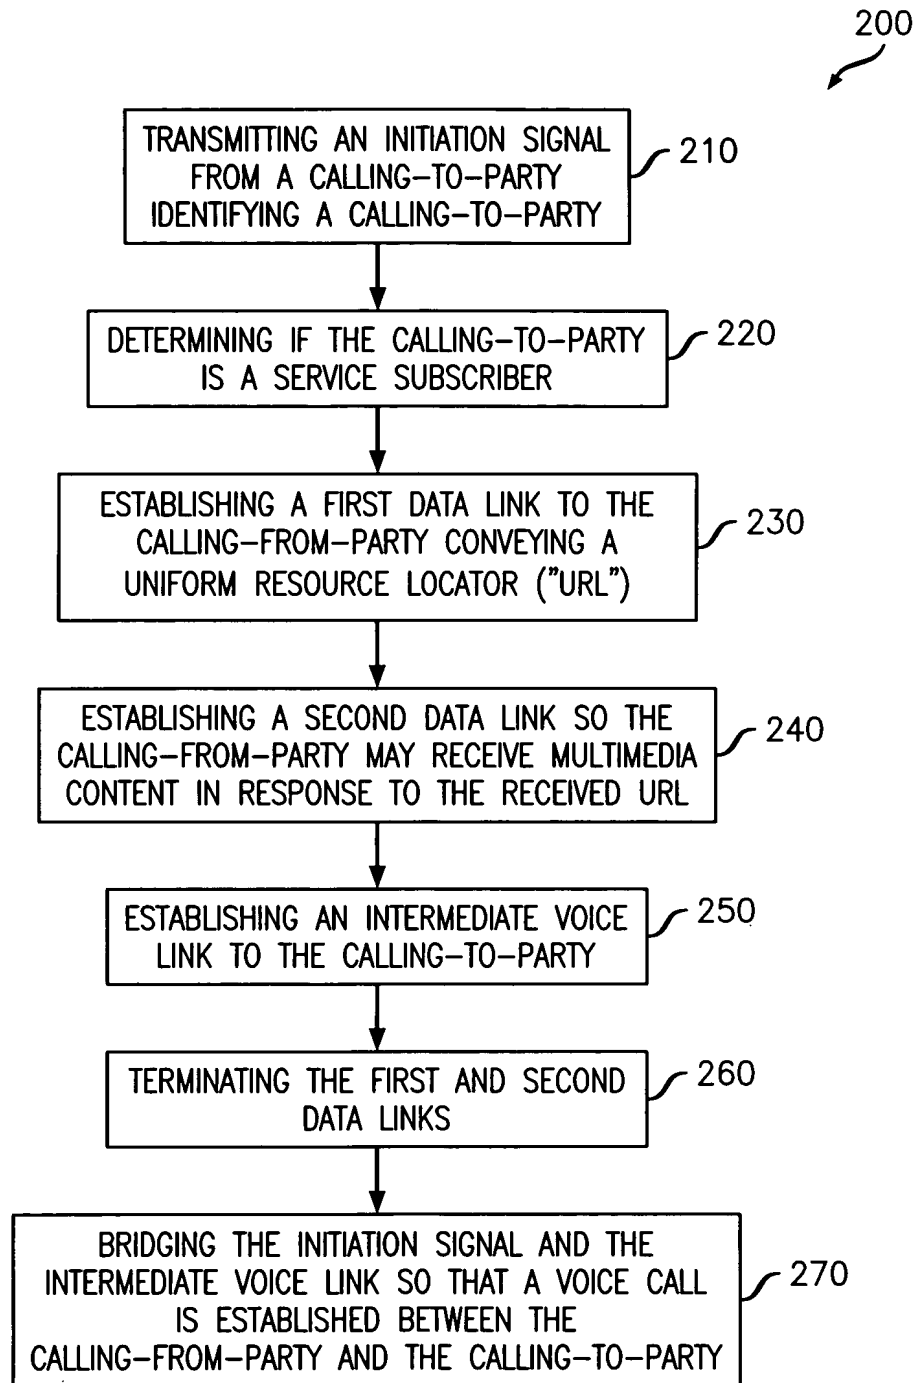 200
TRANSMITTING AN INITIATION SIGNAL
FROM A CALLING-TO-PARTY
IDENTIFYING A CALLING-TO-PARTY
210
DETERMINING IF THE CALLING-TO-PARTY
IS A SERVICE SUBSCRIBER
220
ESTABLISHING A FIRST DATA LINK TO THE
CALLING-FROM-PARTY CONVEYING A
UNIFORM RESOURCE LOCATOR ("URL")
230
ESTABLISHING A SECOND DATA LINK SO THE
CALLING-FROM-PARTY MAY RECEIVE MULTIMEDIA
CONTENT IN RESPONSE TO THE RECEIVED URL
240
ESTABLISHING AN INTERMEDIATE VOICE
LINK TO THE CALLING-TO-PARTY
250
TERMINATING THE FIRST AND SECOND
DATA LINKS
260
BRIDGING THE INITIATION SIGNAL AND THE
INTERMEDIATE VOICE LINK SO THAT A VOICE CALL
IS ESTABLISHED BETWEEN THE
CALLING-FROM-PARTY AND THE CALLING-TO-PARTY
270